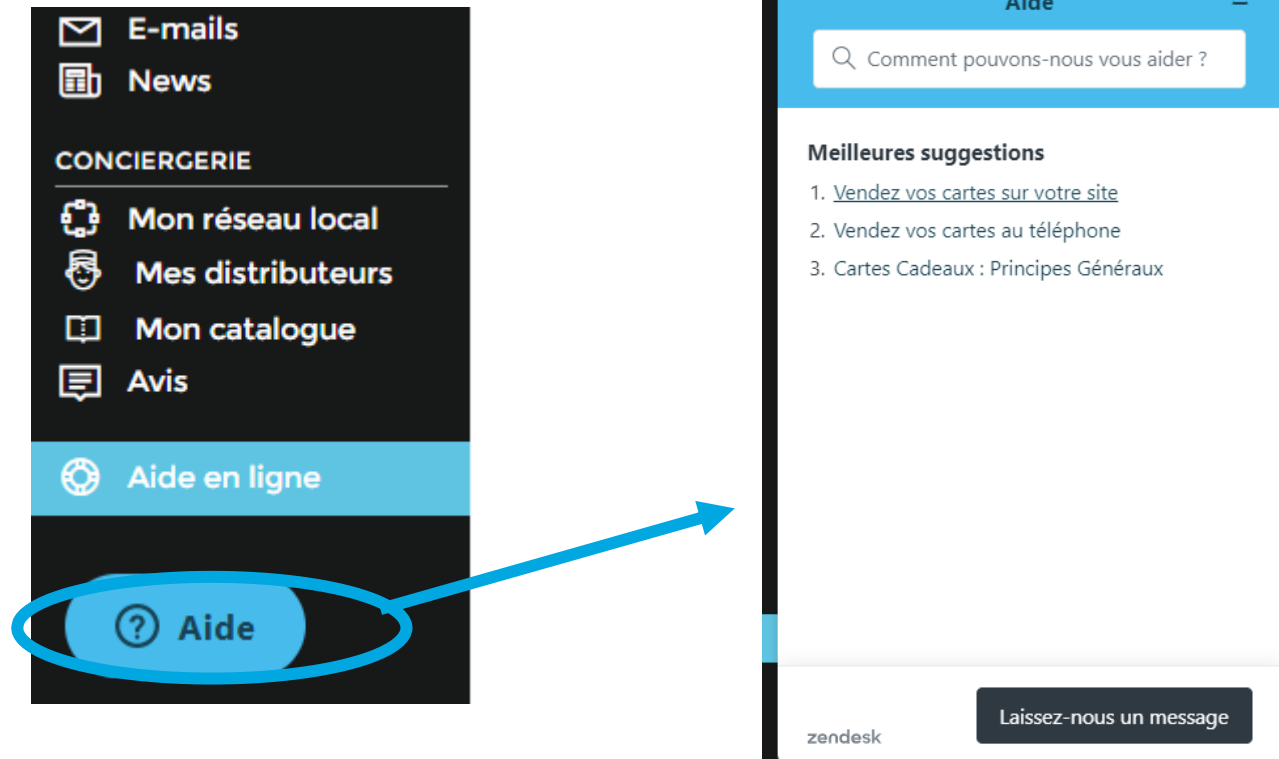 E-mails
News
CONCIERGERIE
Mon réseau local
Mes distributeurs
Mon catalogue
Avis
Aide en ligne
Aide
Aide
Comment pouvons-nous vous aider ?
Meilleures suggestions
1. Vendez vos cartes sur votre site
2. Vendez vos cartes au téléphone
3. Cartes Cadeaux : Principes Généraux
Laissez-nous un message
zendesk